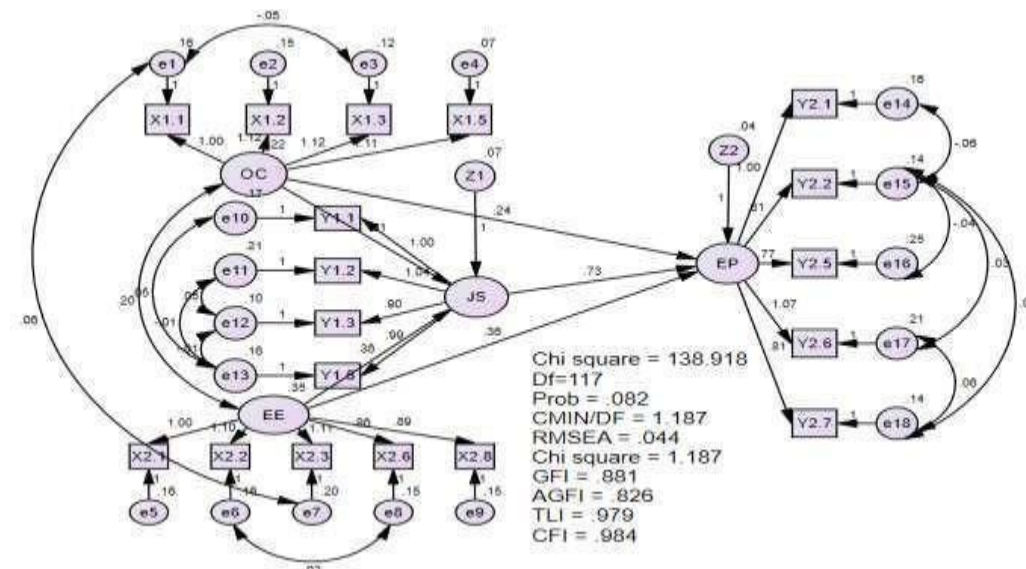 -.05
.16
.15
.12
.07
e1
e2
e3
e4
1
1
1
1
X1.1
X1.2
X1.3
X1.5
1.00
1.12
.22
1.12
1.11
OC
.07
Z1
1
.17
e10
1
Y1.1
1.00
.21
e11
1
Y1.2
1.04
.10
e12
1
Y1.3
.90
.16
e13
1
.99
JS
.05
-.01
.20
.06
.38
.35
EE
.24
.73
.36
.04
Z2
1
EP
1.00
.81
.77
1.07
.81
Y2.1
1
e14
Y2.2
1
.14
e15
Y2.5
1
.25
e16
Y2.6
1
.21
e17
Y2.7
1
.14
e18
-.06
-.04
.03
.06
1.00
1.10
1.11
.86
.89
X2.1
X2.2
X2.3
X2.6
X2.8
1
1
1
1
1
.16
.20
.15
.15
e5
e6
e7
e8
e9
Chi square = 138.918
Df=117
Prob = .082
CMIN/DF = 1.187
RMSEA = .044
Chi square = 1.187
GFI = .881
AGFI = .826
TLI = .979
CFI = .984